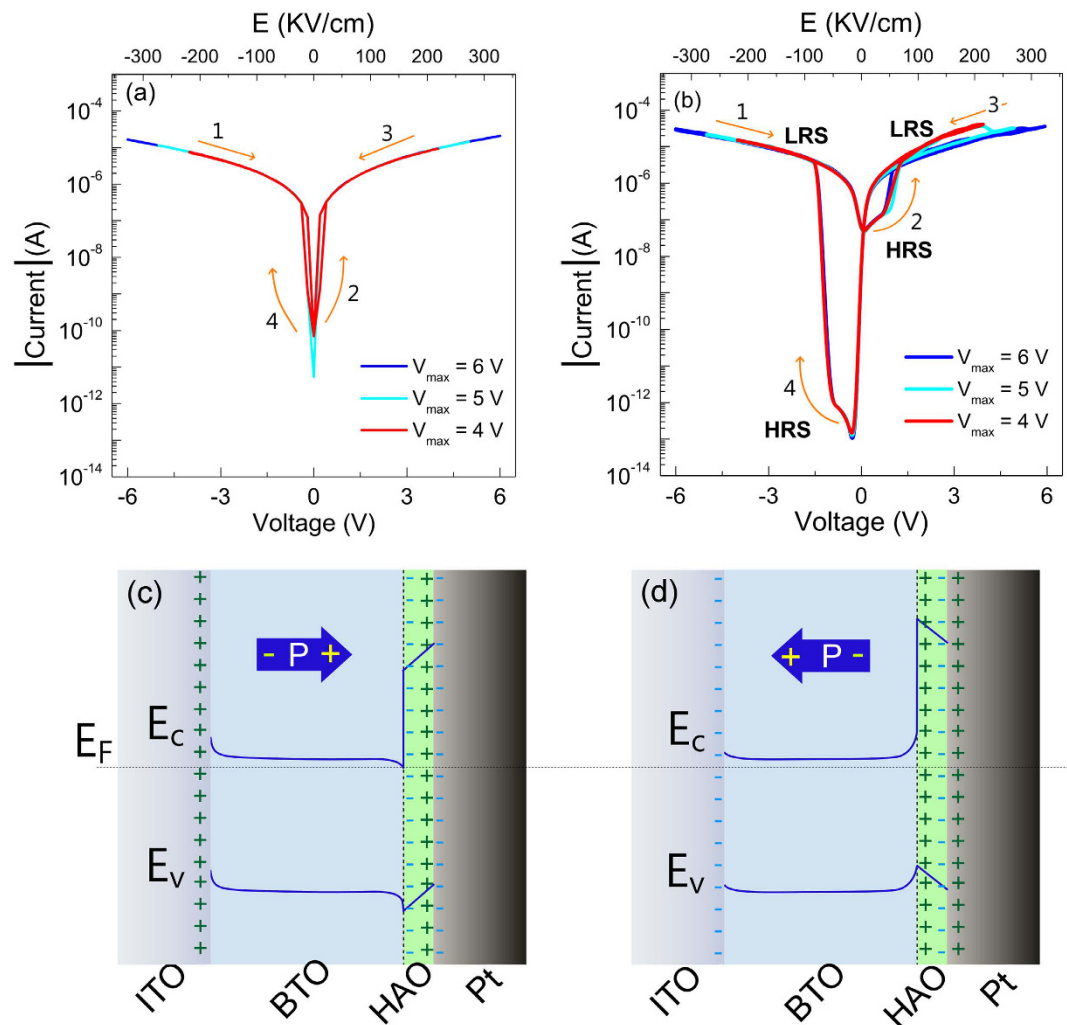 E (KV/cm)
-300 -200 -100 0 100 200 300
(a)
1
3
2
4
10⁻⁴
10⁻⁶
10⁻⁸
10⁻¹⁰
10⁻¹²
10⁻¹⁴
|Current|(A)
V_max = 6 V
V_max = 5 V
V_max = 4 V
-6 -3 0 3 6
Voltage (V)
E (KV/cm)
-300 -200 -100 0 100 200 300
(b)
1
3
LRS
LRS
2
HRS
4
HRS
10⁻⁴
10⁻⁶
10⁻⁸
10⁻¹⁰
10⁻¹²
10⁻¹⁴
|Current|(A)
V_max = 6 V
V_max = 5 V
V_max = 4 V
-6 -3 0 3 6
Voltage (V)
(c)
- P +
E_C
E_F
E_V
ITO BTO HAO Pt
(d)
+ P -
E_C
E_V
ITO BTO HAO Pt